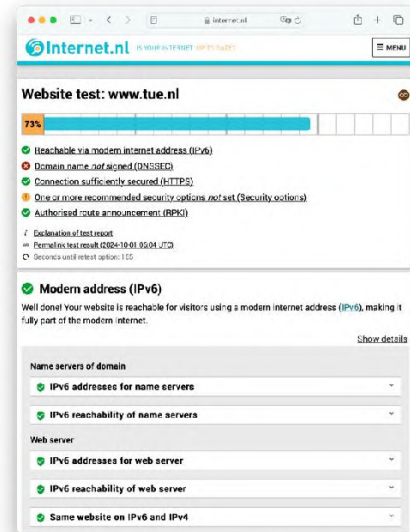 internet.nl
Internet.nl IS YOUR INTERNET UP TO DATE?
MENU
Website test: www.tue.nl
73%
Reachable via modern internet address (IPv6)
Domain name not signed (DNSSEC)
Connection sufficiently secured (HTTPS)
One or more recommended security options not set (Security options)
Authorised route announcement (RPKI)
Explanation of test report
Permalink test result (2024-10-01 05:04 UTC)
Seconds until retest option: 155
Modern address (IPv6)
Well done! Your website is reachable for visitors using a modern internet address (IPv6), making it
fully part of the modern internet.
Show details
Name servers of domain
IPv6 addresses for name servers
IPv6 reachability of name servers
Web server
IPv6 addresses for web server
IPv6 reachability of web server
Same website on IPv6 and IPv4